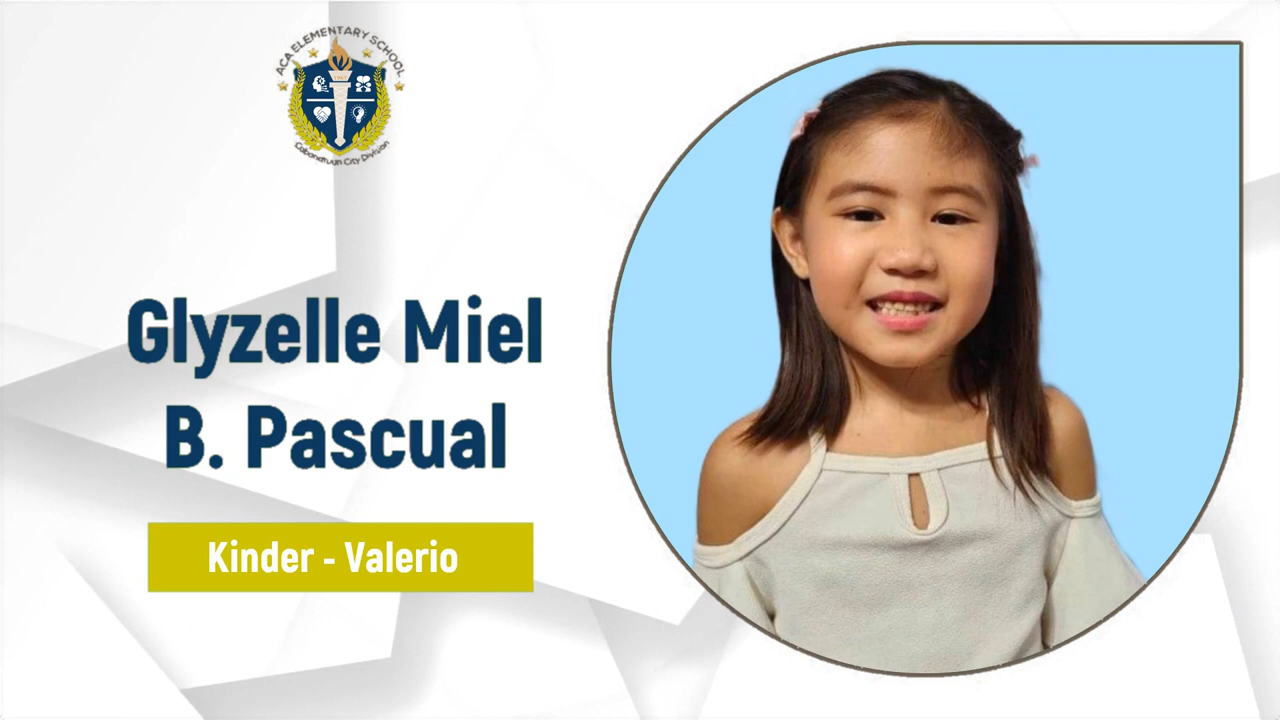 ACA ELEMENTARY SCHOOL
Cabanatuan City Division
Glyzelle Miel
B. Pascual
Kinder - Valerio